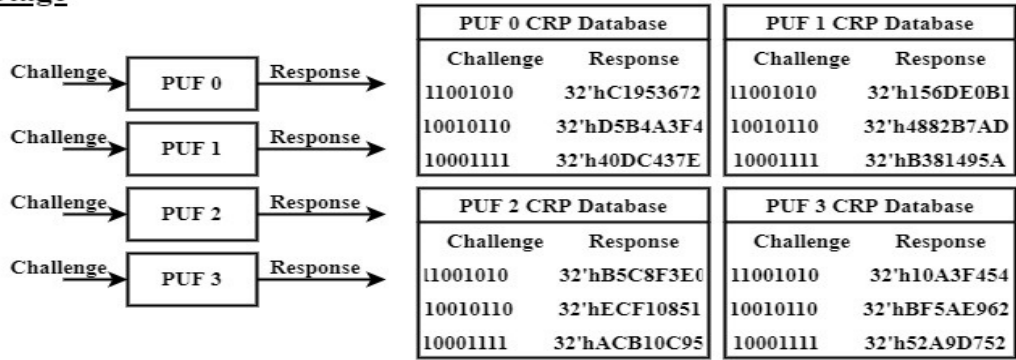 Challenge
PUF 0
Response
Challenge
PUF 1
Response
Challenge
PUF 2
Response
Challenge
PUF 3
Response
PUF 0 CRP Database
Challenge Response
11001010 32'hC1953672
10010110 32'hD5B4A3F4
10001111 32'h40DC437E
PUF 1 CRP Database
Challenge Response
11001010 32'h156DE0B1
10010110 32'h4882B7AD
10001111 32'hB381495A
PUF 2 CRP Database
Challenge Response
11001010 32'hB5C8F3E0
10010110 32'hECF10851
10001111 32'hACB10C95
PUF 3 CRP Database
Challenge Response
11001010 32'h10A3F454
10010110 32'hBF5AE962
10001111 32'h52A9D752